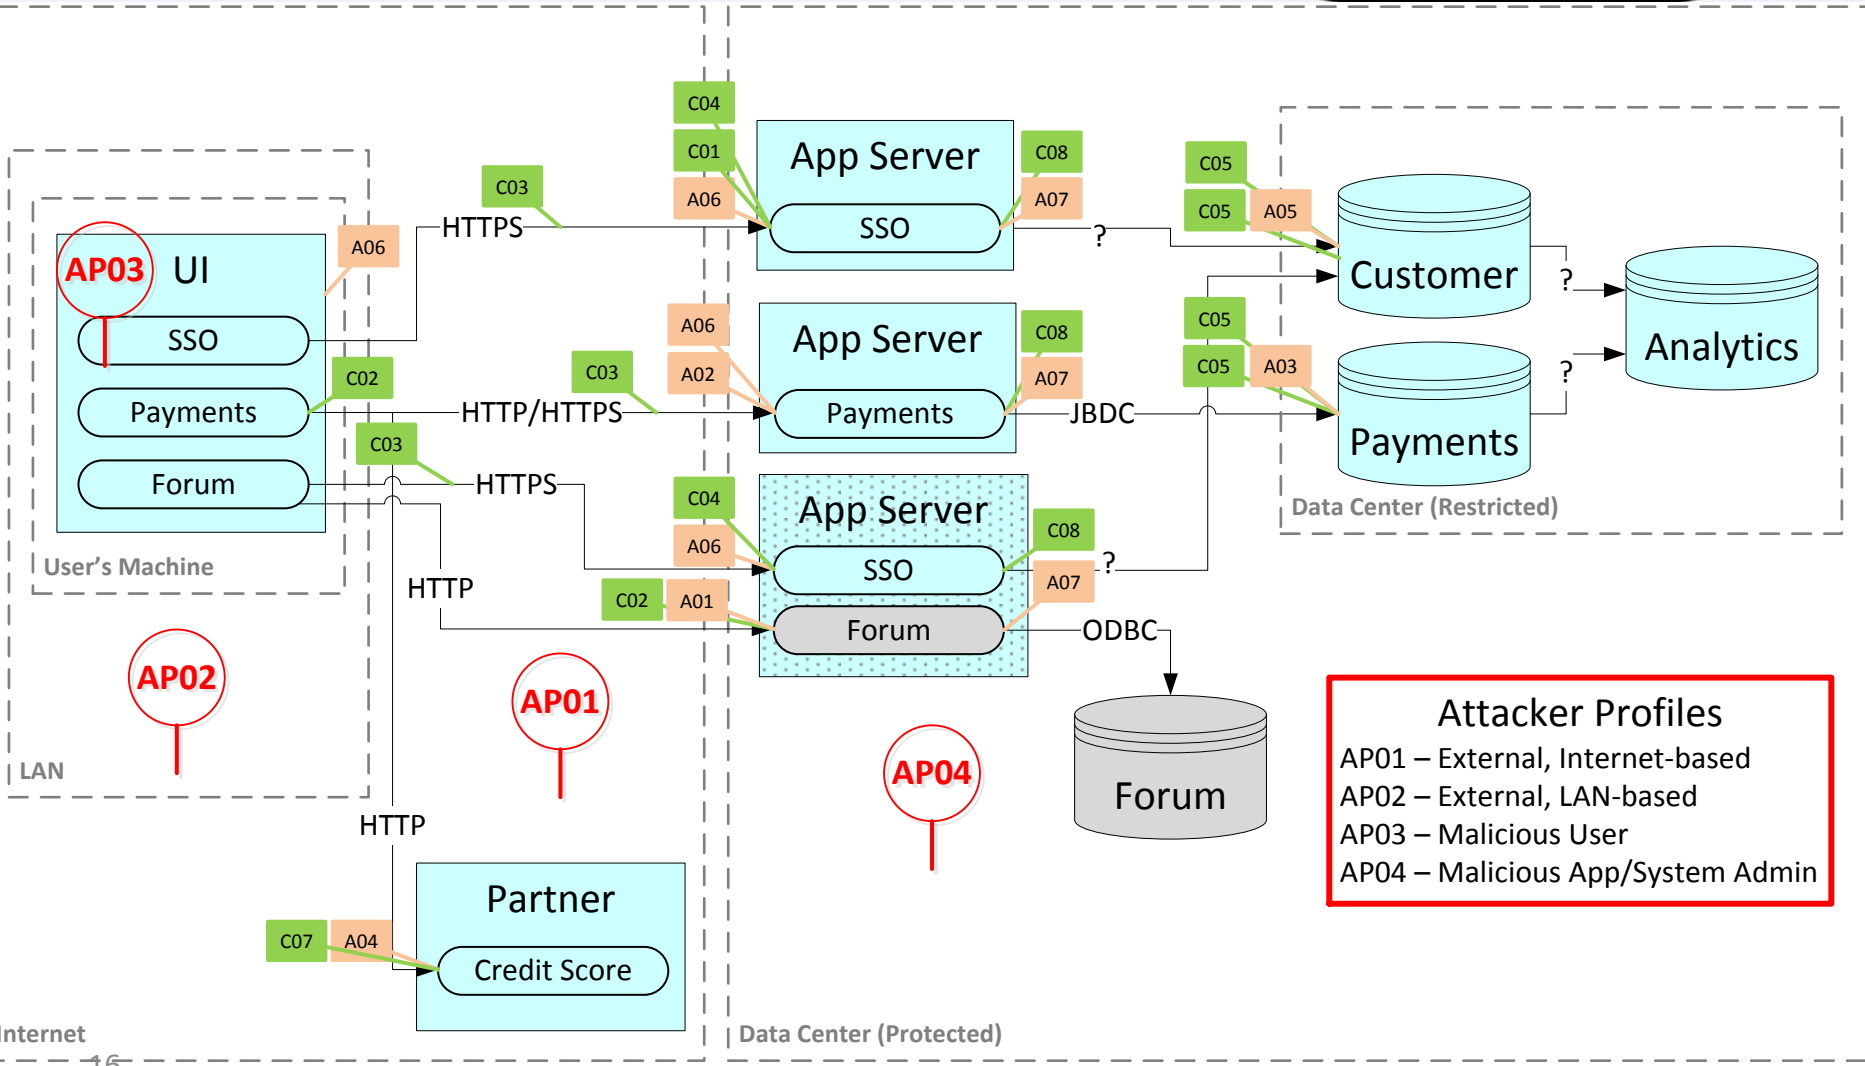 C04
C01
A06
App Server
SSO
C08
A07
C03
HTTPS
?
C05
C05
A05
Customer
?
Analytics
AP03
UI
A06
SSO
A06
A02
App Server
Payments
C08
A07
C03
HTTP/HTTPS
JBDC
C05
C05
A03
Payments
?
Data Center (Restricted)
C02
Payments
C03
Forum
HTTPS
User's Machine
HTTP
C04
A06
App Server
SSO
C08
?
C02
A01
Forum
A07
ODBC
Forum
AP02
LAN
AP01
AP04
HTTP
Partner
C07
A04
Credit Score
Attacker Profiles
AP01 – External, Internet-based
AP02 – External, LAN-based
AP03 – Malicious User
AP04 – Malicious App/System Admin
Internet
Data Center (Protected)
16